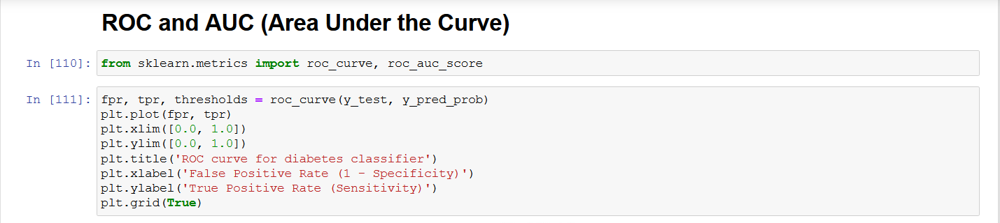 ROC and AUC (Area Under the Curve)
In [110]: from sklearn.metrics import roc_curve, roc_auc_score
In [111]: fpr, tpr, thresholds = roc_curve(y_test, y_pred_prob)
plt.plot(fpr, tpr)
plt.xlim([0.0, 1.0])
plt.ylim([0.0, 1.0])
plt.title('ROC curve for diabetes classifier')
plt.xlabel('False Positive Rate (1 - Specificity)')
plt.ylabel('True Positive Rate (Sensitivity)')
plt.grid(True)